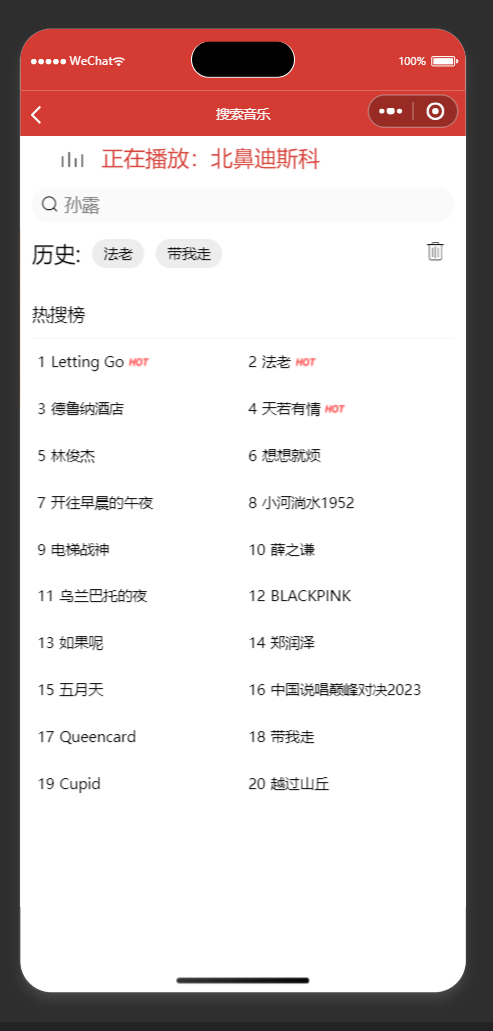 WeChat 100%
搜索音乐
正在播放：北鼻迪斯科
孙露
历史: 法老 带我走
热搜榜
1 Letting Go HOT 2 法老 HOT
3 德鲁纳酒店 4 天若有情 HOT
5 林俊杰 6 想想就烦
7 开往早晨的午夜 8 小河淌水1952
9 电梯战神 10 薛之谦
11 乌兰巴托的夜 12 BLACKPINK
13 如果呢 14 郑润泽
15 五月天 16 中国说唱巅峰对决2023
17 Queencard 18 带我走
19 Cupid 20 越过山丘